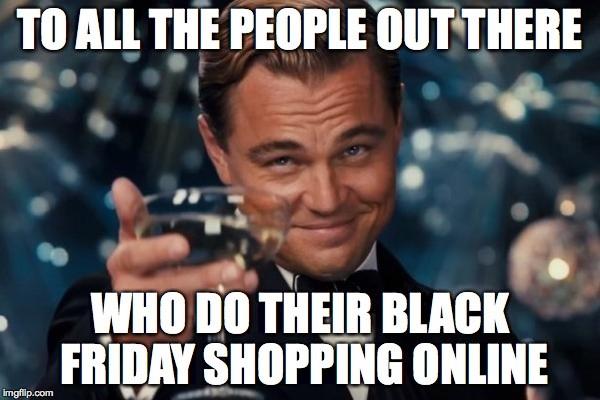 TO ALL THE PEOPLE OUT THERE
WHO DO THEIR BLACK
FRIDAY SHOPPING ONLINE
imgflip.com